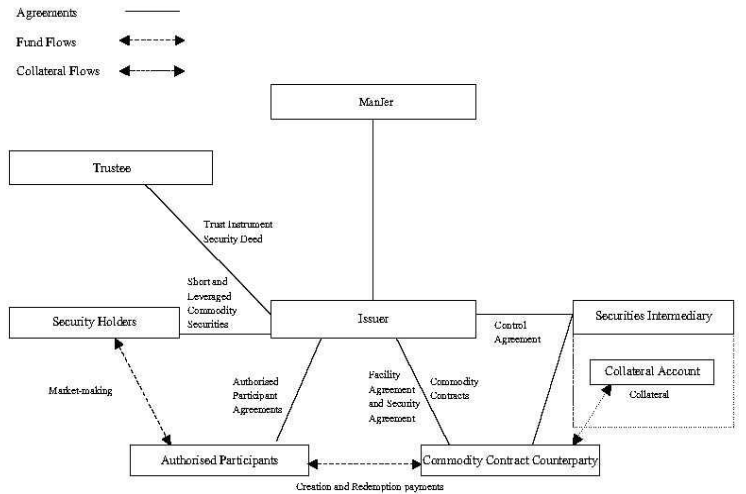 Agreements
Fund Flows
Collateral Flows
ManJer
Trustee
Trust Instrument
Security Deed
Short and
Leveraged
Commodity
Securities
Security Holders
Issuer
Securities Intermediary
Control
Agreement
Collateral Account
Collateral
Market-making
Authorised
Participant
Agreements
Facility
Agreement
and Security
Agreement
Commodity
Contracts
Authorised Participants
Commodity Contract Counterparty
Creation and Redemption payments